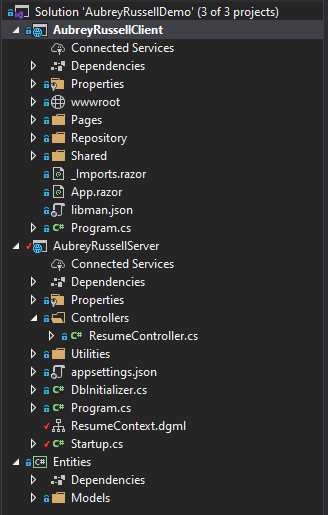 Solution 'AubreyRussellDemo' (3 of 3 projects)
AubreyRussellClient
Connected Services
Dependencies
Properties
wwwroot
Pages
Repository
Shared
_Imports.razor
App.razor
libman.json
C# Program.cs
AubreyRussellServer
Connected Services
Dependencies
Properties
Controllers
C# ResumeController.cs
Utilities
appsettings.json
C# DbInitializer.cs
C# Program.cs
ResumeContext.dgml
C# Startup.cs
C# Entities
Dependencies
Models